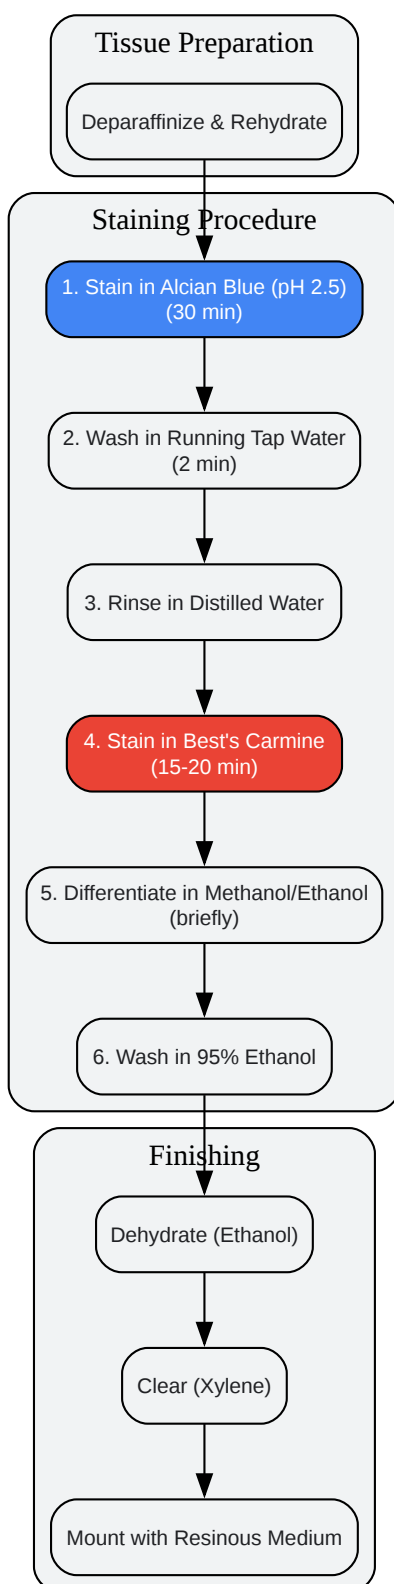 Tissue Preparation
Deparaffinize & Rehydrate
Staining Procedure
1. Stain in Alcian Blue (pH 2.5)
(30 min)
2. Wash in Running Tap Water
(2 min)
3. Rinse in Distilled Water
4. Stain in Best's Carmine
(15-20 min)
5. Differentiate in Methanol/Ethanol
(briefly)
6. Wash in 95% Ethanol
Finishing
Dehydrate (Ethanol)
Clear (Xylene)
Mount with Resinous Medium